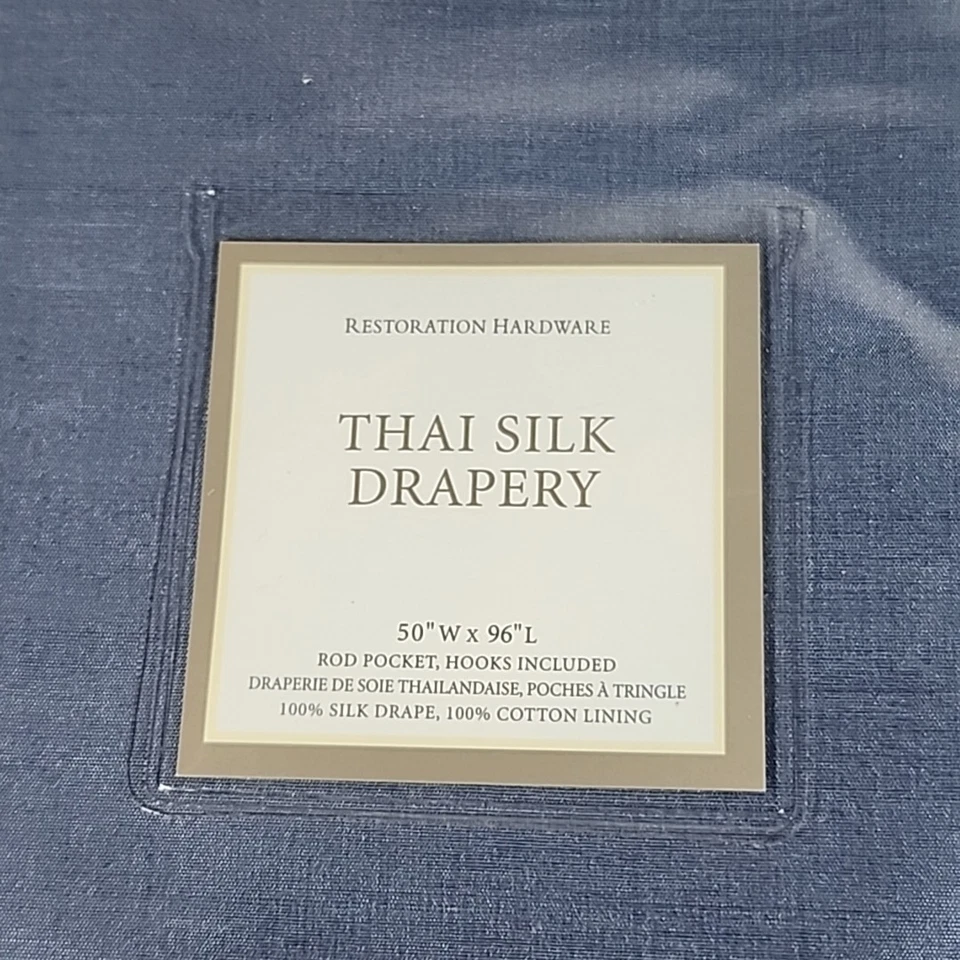 RESTORATION HARDWARE
THAI SILK
DRAPERY
50"W x 96"L
ROD POCKET, HOOKS INCLUDED
DRAPERIE DE SOIE THAILANDAISE, POCHES À TRINGLE
100% SILK DRAPE, 100% COTTON LINING